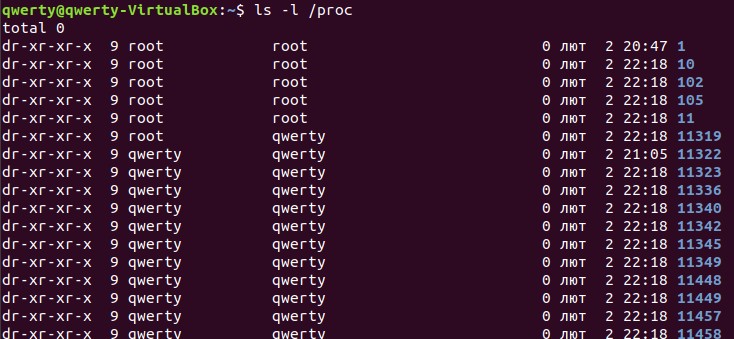 qwerty@qwerty-VirtualBox:~$ ls -l /proc
total 0
dr-xr-xr-x  9 root            root                              0 лют  2 20:47 1
dr-xr-xr-x  9 root            root                              0 лют  2 22:18 10
dr-xr-xr-x  9 root            root                              0 лют  2 22:18 102
dr-xr-xr-x  9 root            root                              0 лют  2 22:18 105
dr-xr-xr-x  9 root            root                              0 лют  2 22:18 11
dr-xr-xr-x  9 root            qwerty                            0 лют  2 22:18 11319
dr-xr-xr-x  9 qwerty          qwerty                            0 лют  2 21:05 11322
dr-xr-xr-x  9 qwerty          qwerty                            0 лют  2 22:18 11323
dr-xr-xr-x  9 qwerty          qwerty                            0 лют  2 22:18 11336
dr-xr-xr-x  9 qwerty          qwerty                            0 лют  2 22:18 11340
dr-xr-xr-x  9 qwerty          qwerty                            0 лют  2 22:18 11342
dr-xr-xr-x  9 qwerty          qwerty                            0 лют  2 22:18 11345
dr-xr-xr-x  9 qwerty          qwerty                            0 лют  2 22:18 11349
dr-xr-xr-x  9 qwerty          qwerty                            0 лют  2 22:18 11448
dr-xr-xr-x  9 qwerty          qwerty                            0 лют  2 22:18 11449
dr-xr-xr-x  9 qwerty          qwerty                            0 лют  2 22:18 11457
dr-xr-xr-x  9 qwerty          qwerty                            0 лют  2 22:18 11458